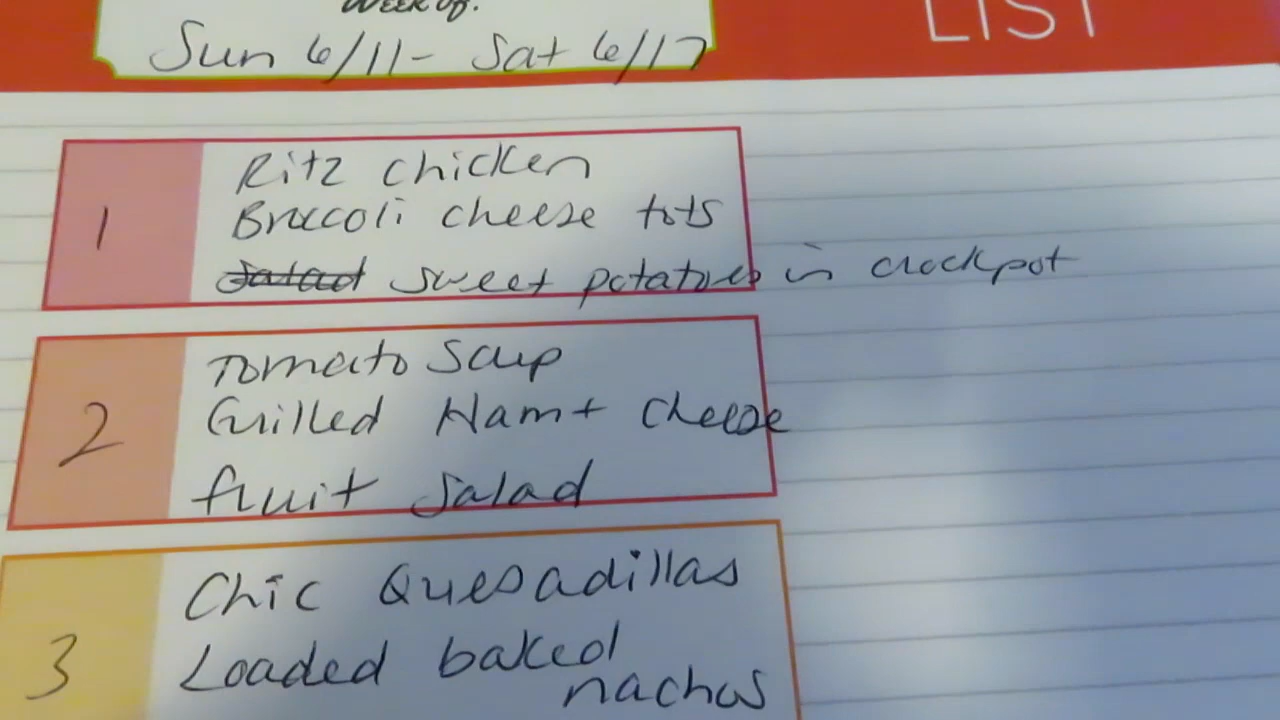 Week of:
LIST
Sun 6/11 - Sat 6/17
1
Ritz chicken
Broccoli cheese tots
salad sweet potatoes in crockpot
2
Tomato Soup
Grilled Ham + Cheese
fruit salad
3
Chic Quesadillas
Loaded baked
nachos